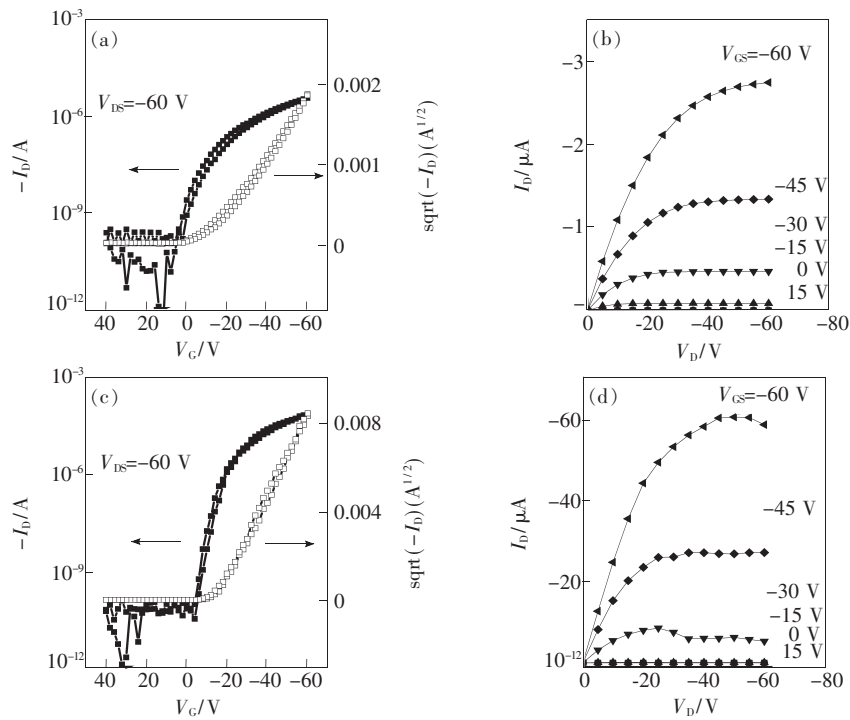 (a)
10⁻³
10⁻⁶
10⁻⁹
10⁻¹²
−I_D/A
V_DS=−60 V
0.002
0.001
0
sqrt(−I_D)(A^1/2)
40 20 0 −20 −40 −60
V_G/V
(b)
V_GS=−60 V
−3
−2
−1
−
I_D/μA
−45 V
−30 V
−15 V
0 V
15 V
0 −20 −40 −60 −80
V_D/V
(c)
10⁻³
10⁻⁶
10⁻⁹
10⁻¹²
−I_D/A
V_DS=−60 V
0.008
0.004
0
sqrt(−I_D)(A^1/2)
40 20 0 −20 −40 −60
V_G/V
(d)
V_GS=−60 V
−60
−40
−20
10⁻¹²
I_D/μA
−45 V
−30 V
−15 V
0 V
15 V
0 −20 −40 −60 −80
V_D/V